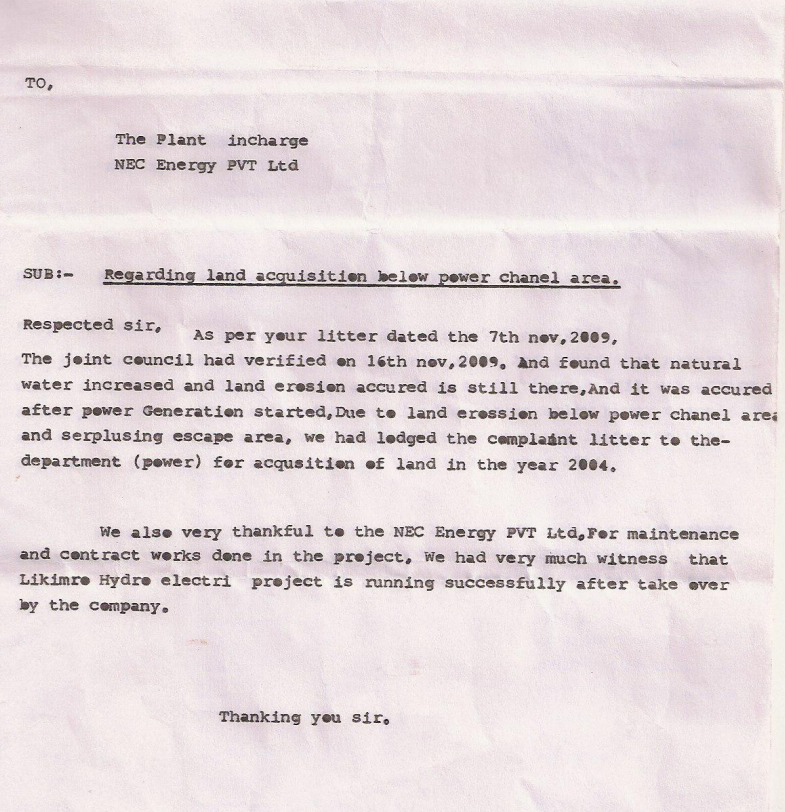 TO,
The Plant incharge
NEC Energy PVT Ltd
SUB:- Regarding land acquisition below power chanel area.
Respected sir, As per your litter dated the 7th nov,2009,
The joint council had verified on 16th nov,2009. And found that natural
water increased and land erosion accured is still there,And it was accured
after power Generation started,Due to land erossion below power chanel area
and serplusing escape area, we had lodged the complaint litter to the-
department (power) for acqusition of land in the year 2004.
We also very thankful to the NEC Energy PVT Ltd,For maintenance
and contract works done in the project. We had very much witness that
Likimro Hydro electri project is running successfully after take over
by the company.
Thanking you sir.